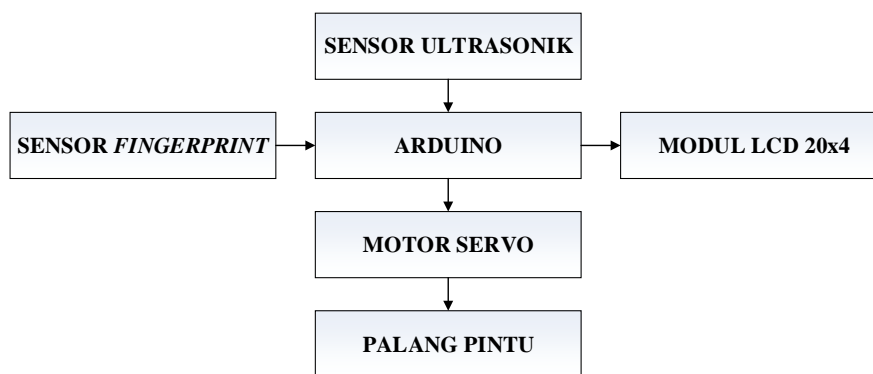 SENSOR ULTRASONIK
SENSOR FINGERPRINT
ARDUINO
MODUL LCD 20x4
MOTOR SERVO
PALANG PINTU